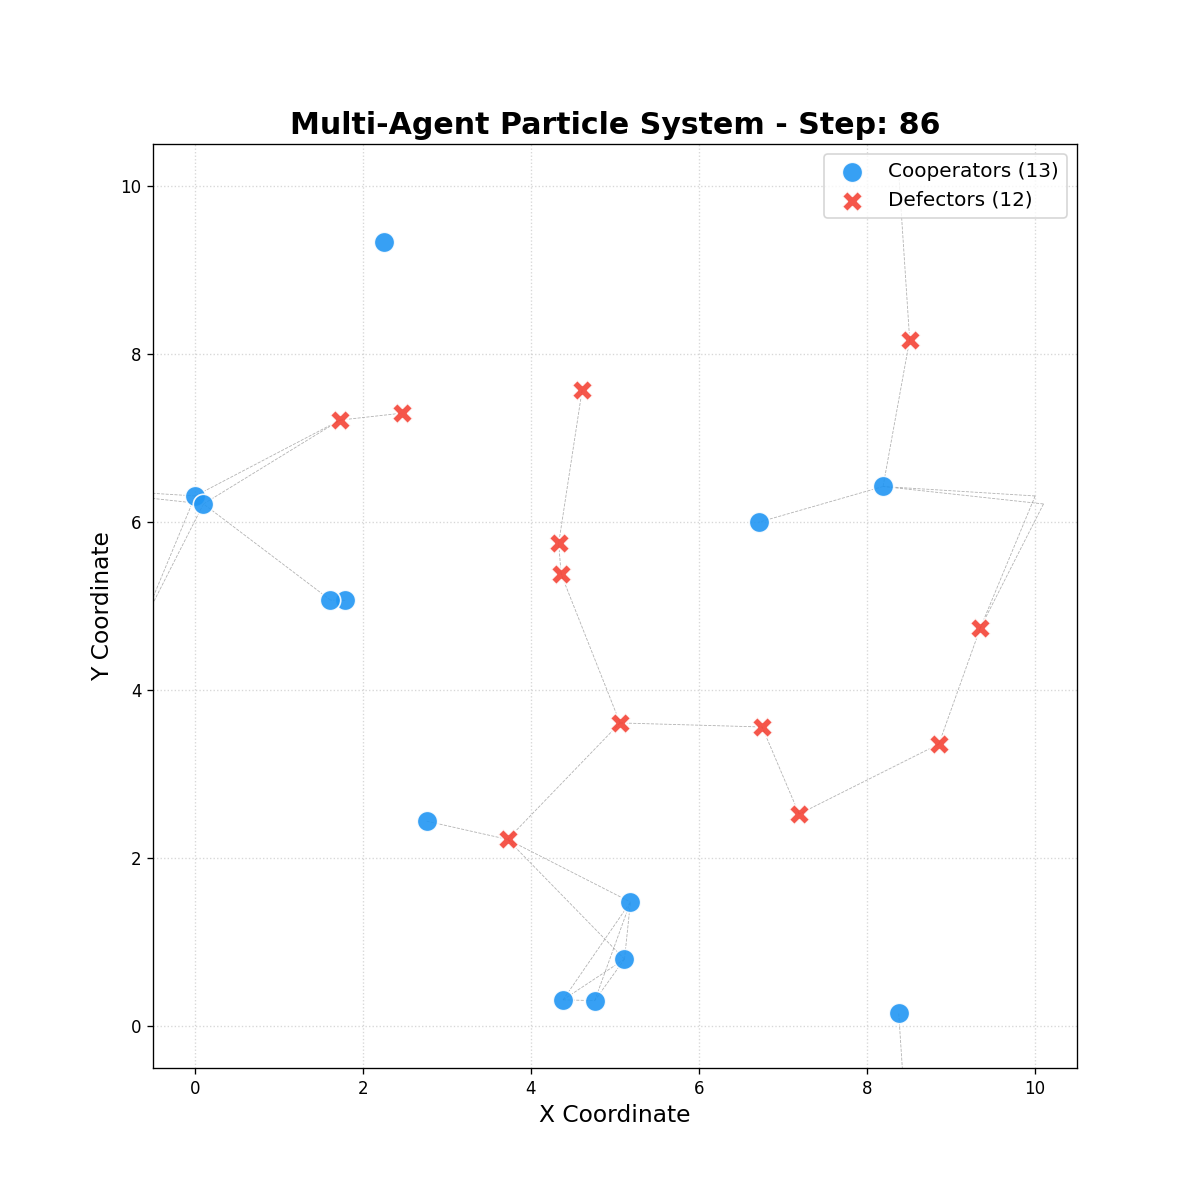 Multi-Agent Particle System - Step: 86
Cooperators (13)
Defectors (12)
10
8
6
4
2
0
Y Coordinate
0 2 4 6 8 10
X Coordinate